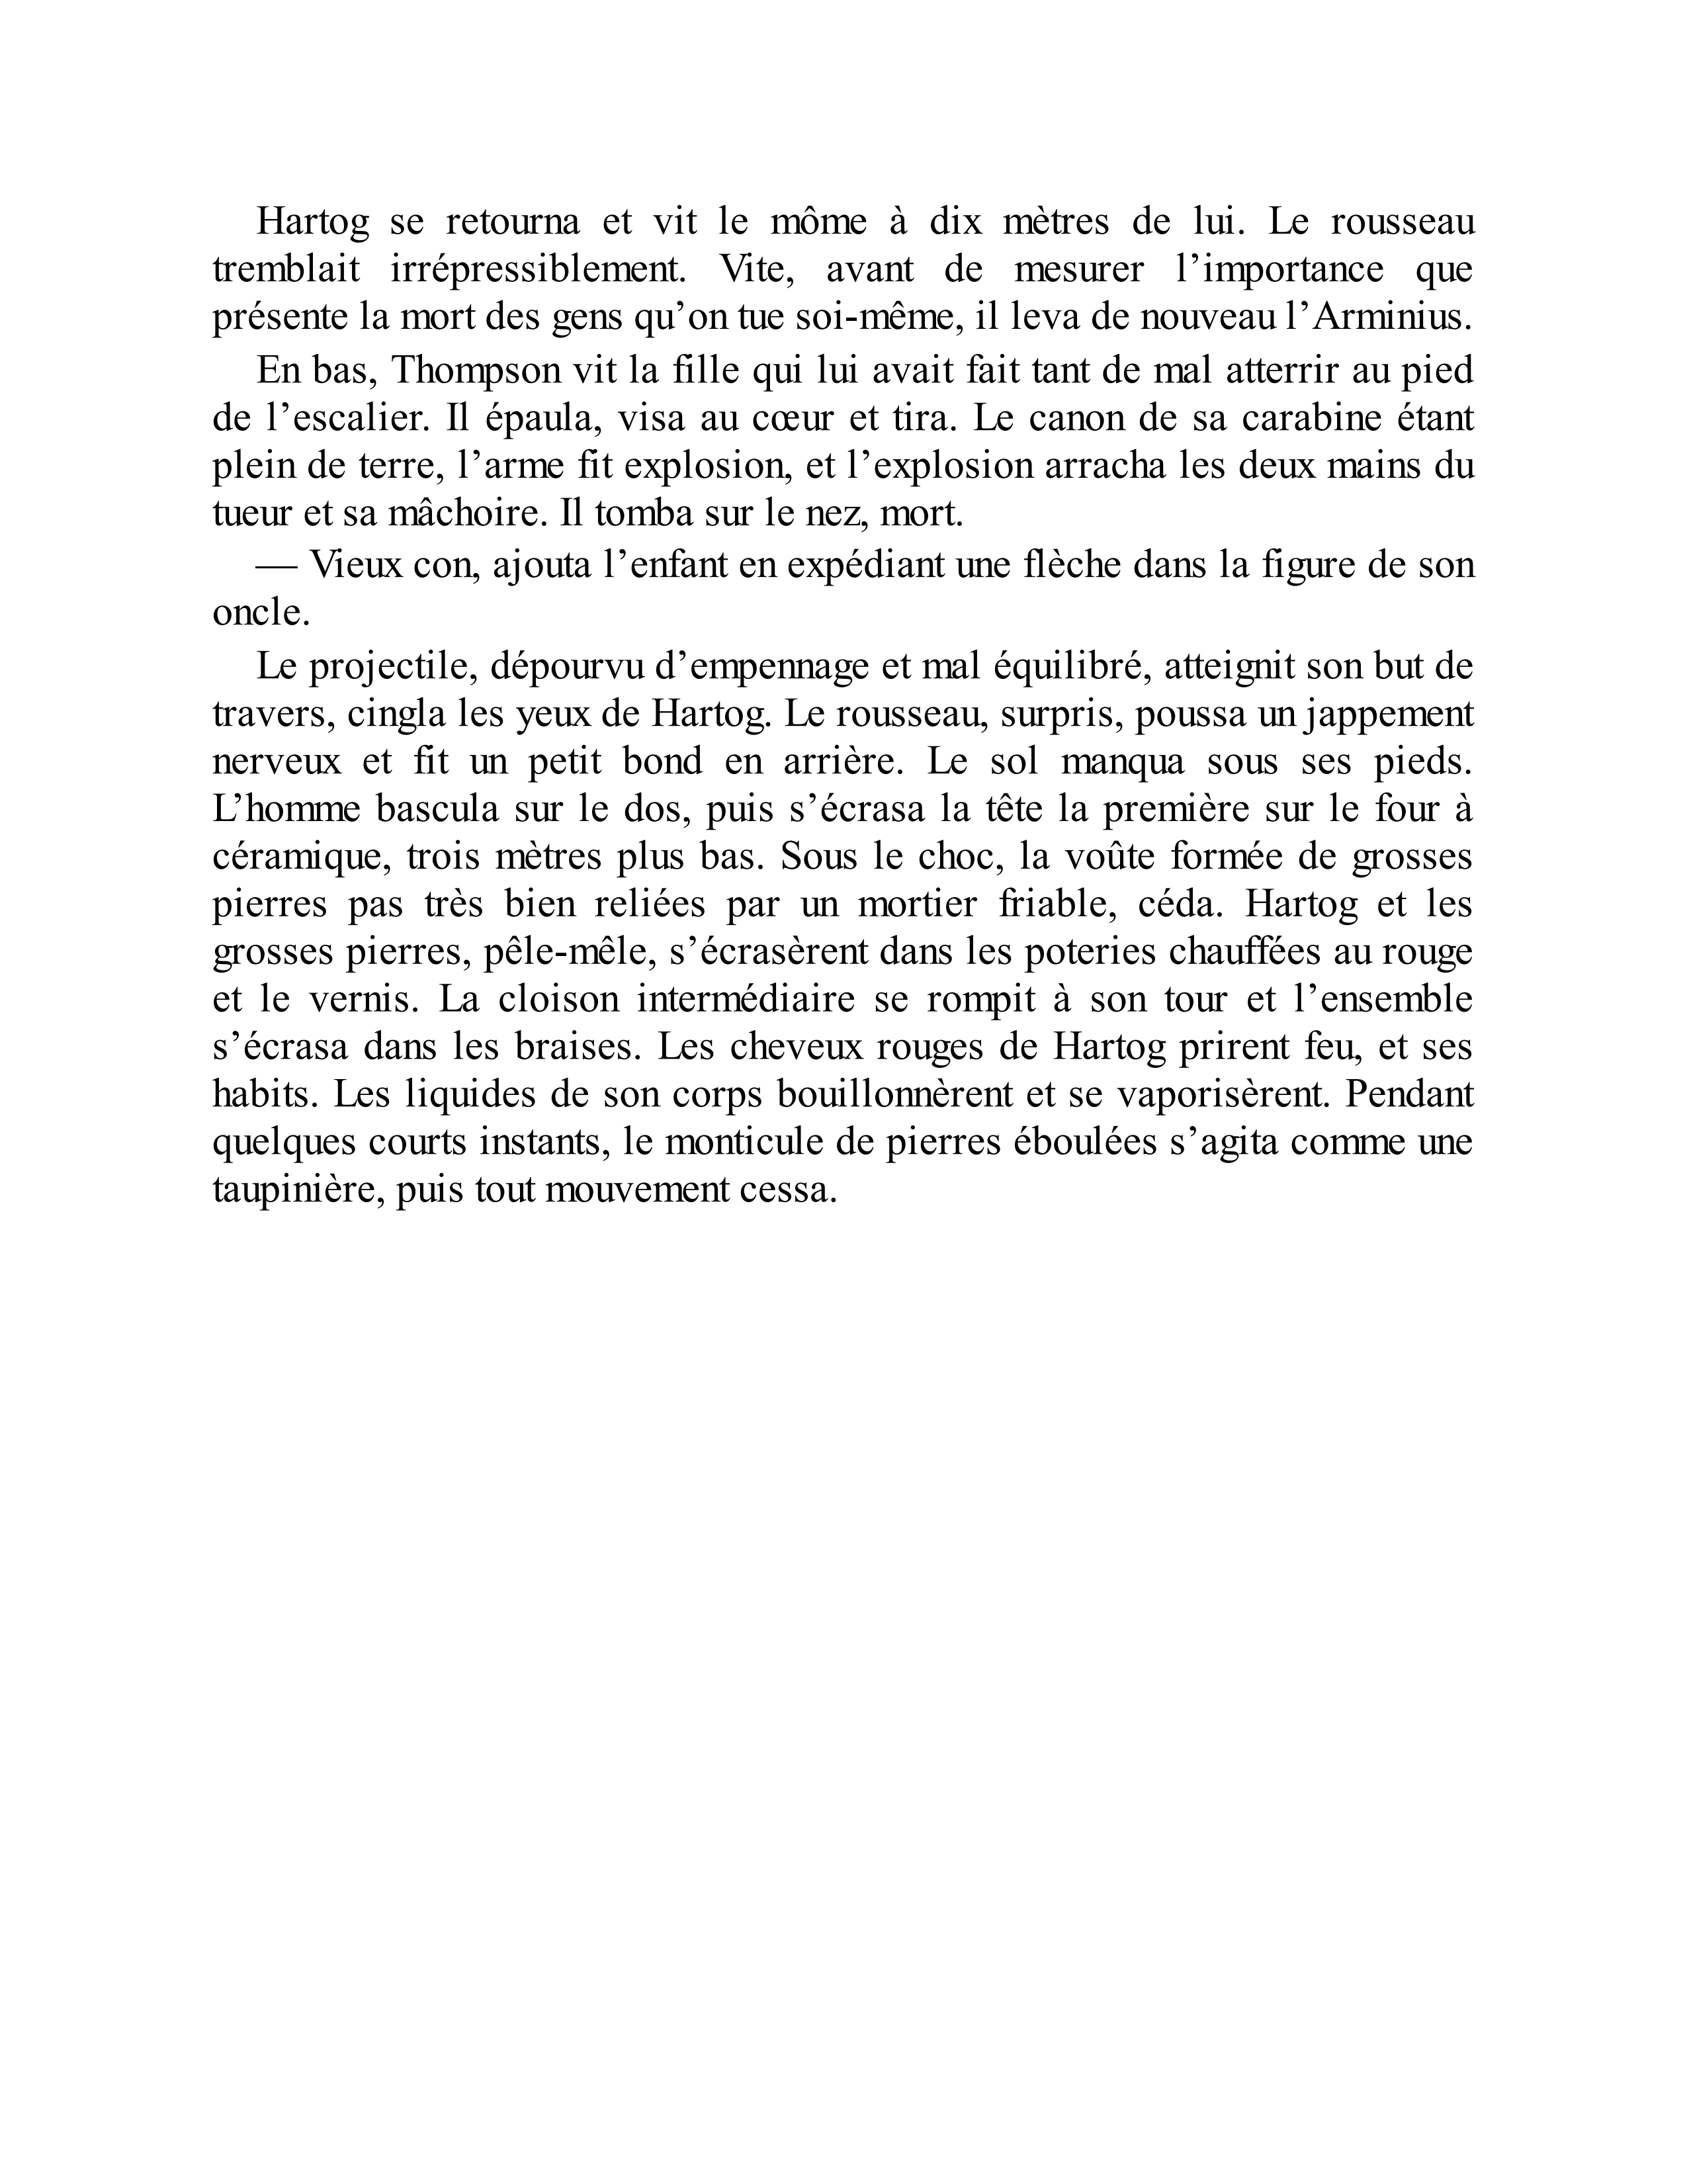 Hartog se retourna et vit le môme à dix mètres de lui. Le rousseau
tremblait irrépressiblement. Vite, avant de mesurer l’importance que
présente la mort des gens qu’on tue soi-même, il leva de nouveau l’Arminius.
En bas, Thompson vit la fille qui lui avait fait tant de mal atterrir au pied
de l’escalier. Il épaula, visa au cœur et tira. Le canon de sa carabine étant
plein de terre, l’arme fit explosion, et l’explosion arracha les deux mains du
tueur et sa mâchoire. Il tomba sur le nez, mort.
— Vieux con, ajouta l’enfant en expédiant une flèche dans la figure de son
oncle.
Le projectile, dépourvu d’empennage et mal équilibré, atteignit son but de
travers, cingla les yeux de Hartog. Le rousseau, surpris, poussa un jappement
nerveux et fit un petit bond en arrière. Le sol manqua sous ses pieds.
L’homme bascula sur le dos, puis s’écrasa la tête la première sur le four à
céramique, trois mètres plus bas. Sous le choc, la voûte formée de grosses
pierres pas très bien reliées par un mortier friable, céda. Hartog et les
grosses pierres, pêle-mêle, s’écrasèrent dans les poteries chauffées au rouge
et le vernis. La cloison intermédiaire se rompit à son tour et l’ensemble
s’écrasa dans les braises. Les cheveux rouges de Hartog prirent feu, et ses
habits. Les liquides de son corps bouillonnèrent et se vaporisèrent. Pendant
quelques courts instants, le monticule de pierres éboulées s’agita comme une
taupinière, puis tout mouvement cessa.